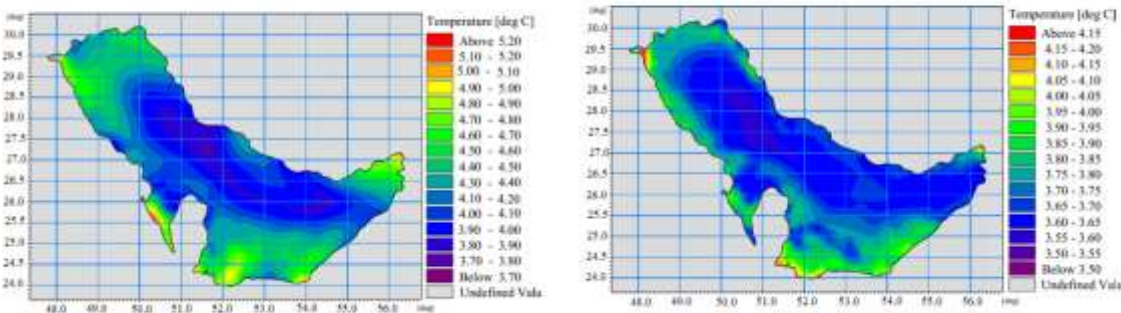 Temperature [deg C]
Above 5.20
5.10 - 5.20
5.00 - 5.10
4.90 - 5.00
4.80 - 4.90
4.70 - 4.80
4.60 - 4.70
4.50 - 4.60
4.40 - 4.50
4.30 - 4.40
4.10 - 4.20
4.00 - 4.10
3.90 - 4.00
3.80 - 3.90
3.70 - 3.80
Below 3.70
Undefined Valu
30.0
29.5
29.0
28.5
28.0
27.5
27.0
26.5
26.0
25.5
25.0
24.5
24.0
48.0 49.0 50.0 51.0 52.0 53.0 54.0 55.0 56.0
Temperature [deg C]
Above 4.15
4.15 - 4.20
4.10 - 4.15
4.05 - 4.10
4.00 - 4.05
3.95 - 4.00
3.90 - 3.95
3.85 - 3.90
3.80 - 3.85
3.75 - 3.80
3.70 - 3.75
3.65 - 3.70
3.60 - 3.65
3.55 - 3.60
3.50 - 3.55
Below 3.50
Undefined Valu
30.0
29.5
29.0
28.5
28.0
27.5
27.0
26.5
26.0
25.5
25.0
24.5
24.0
48.0 49.0 50.0 51.0 52.0 53.0 54.0 55.0 56.0